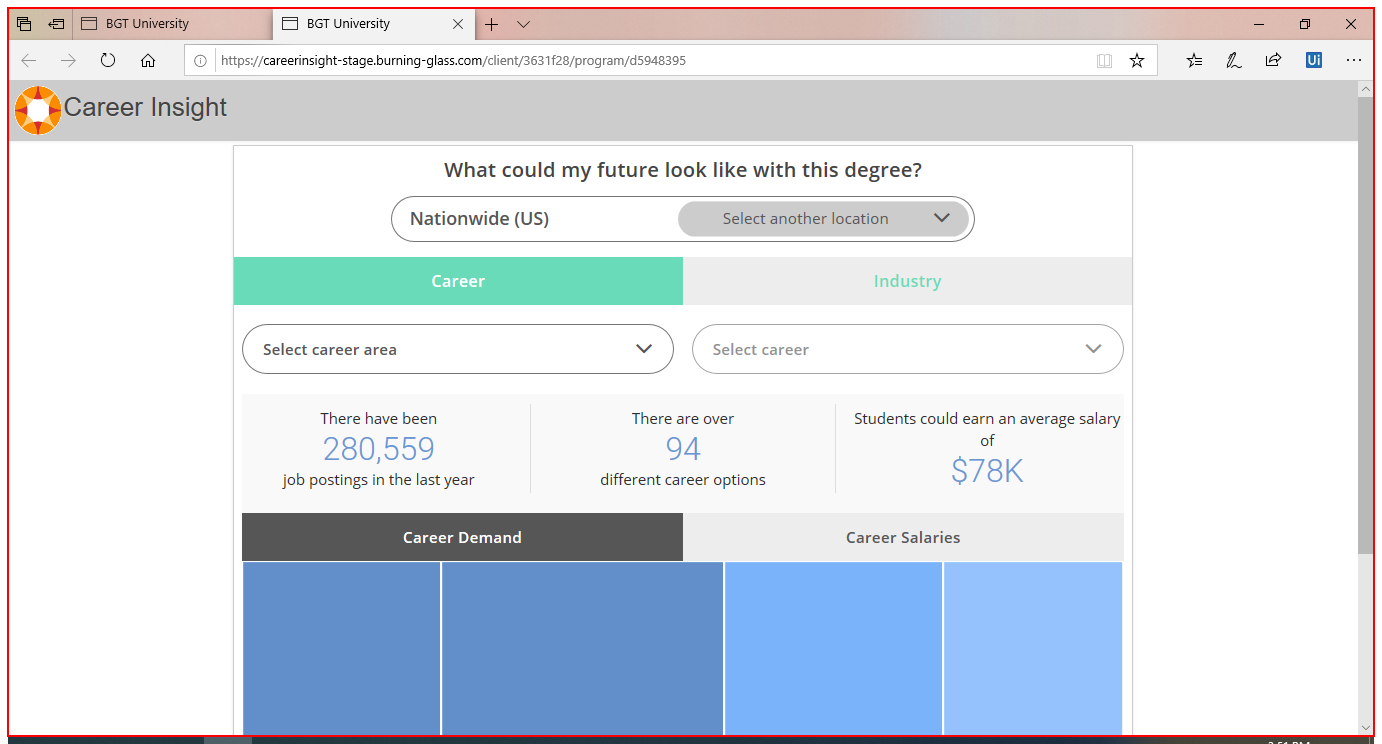 BGT University
BGT University
https://careerinsight-stage.burning-glass.com/client/3631f28/program/d5948395
Ui
Career Insight
What could my future look like with this degree?
Nationwide (US)
Select another location
Career
Industry
Select career area
Select career
There have been
280,559
job postings in the last year
There are over
94
different career options
Students could earn an average salary
of
$78K
Career Demand
Career Salaries